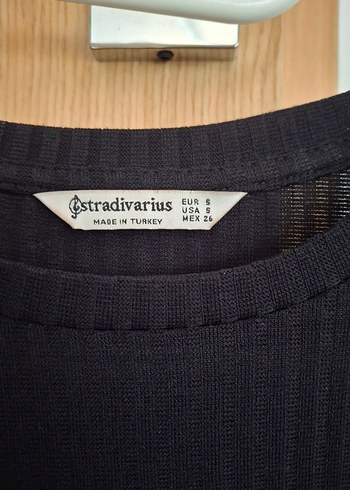 Stradivarius
MADE IN TURKEY
EUR S
USA S
MEX 26